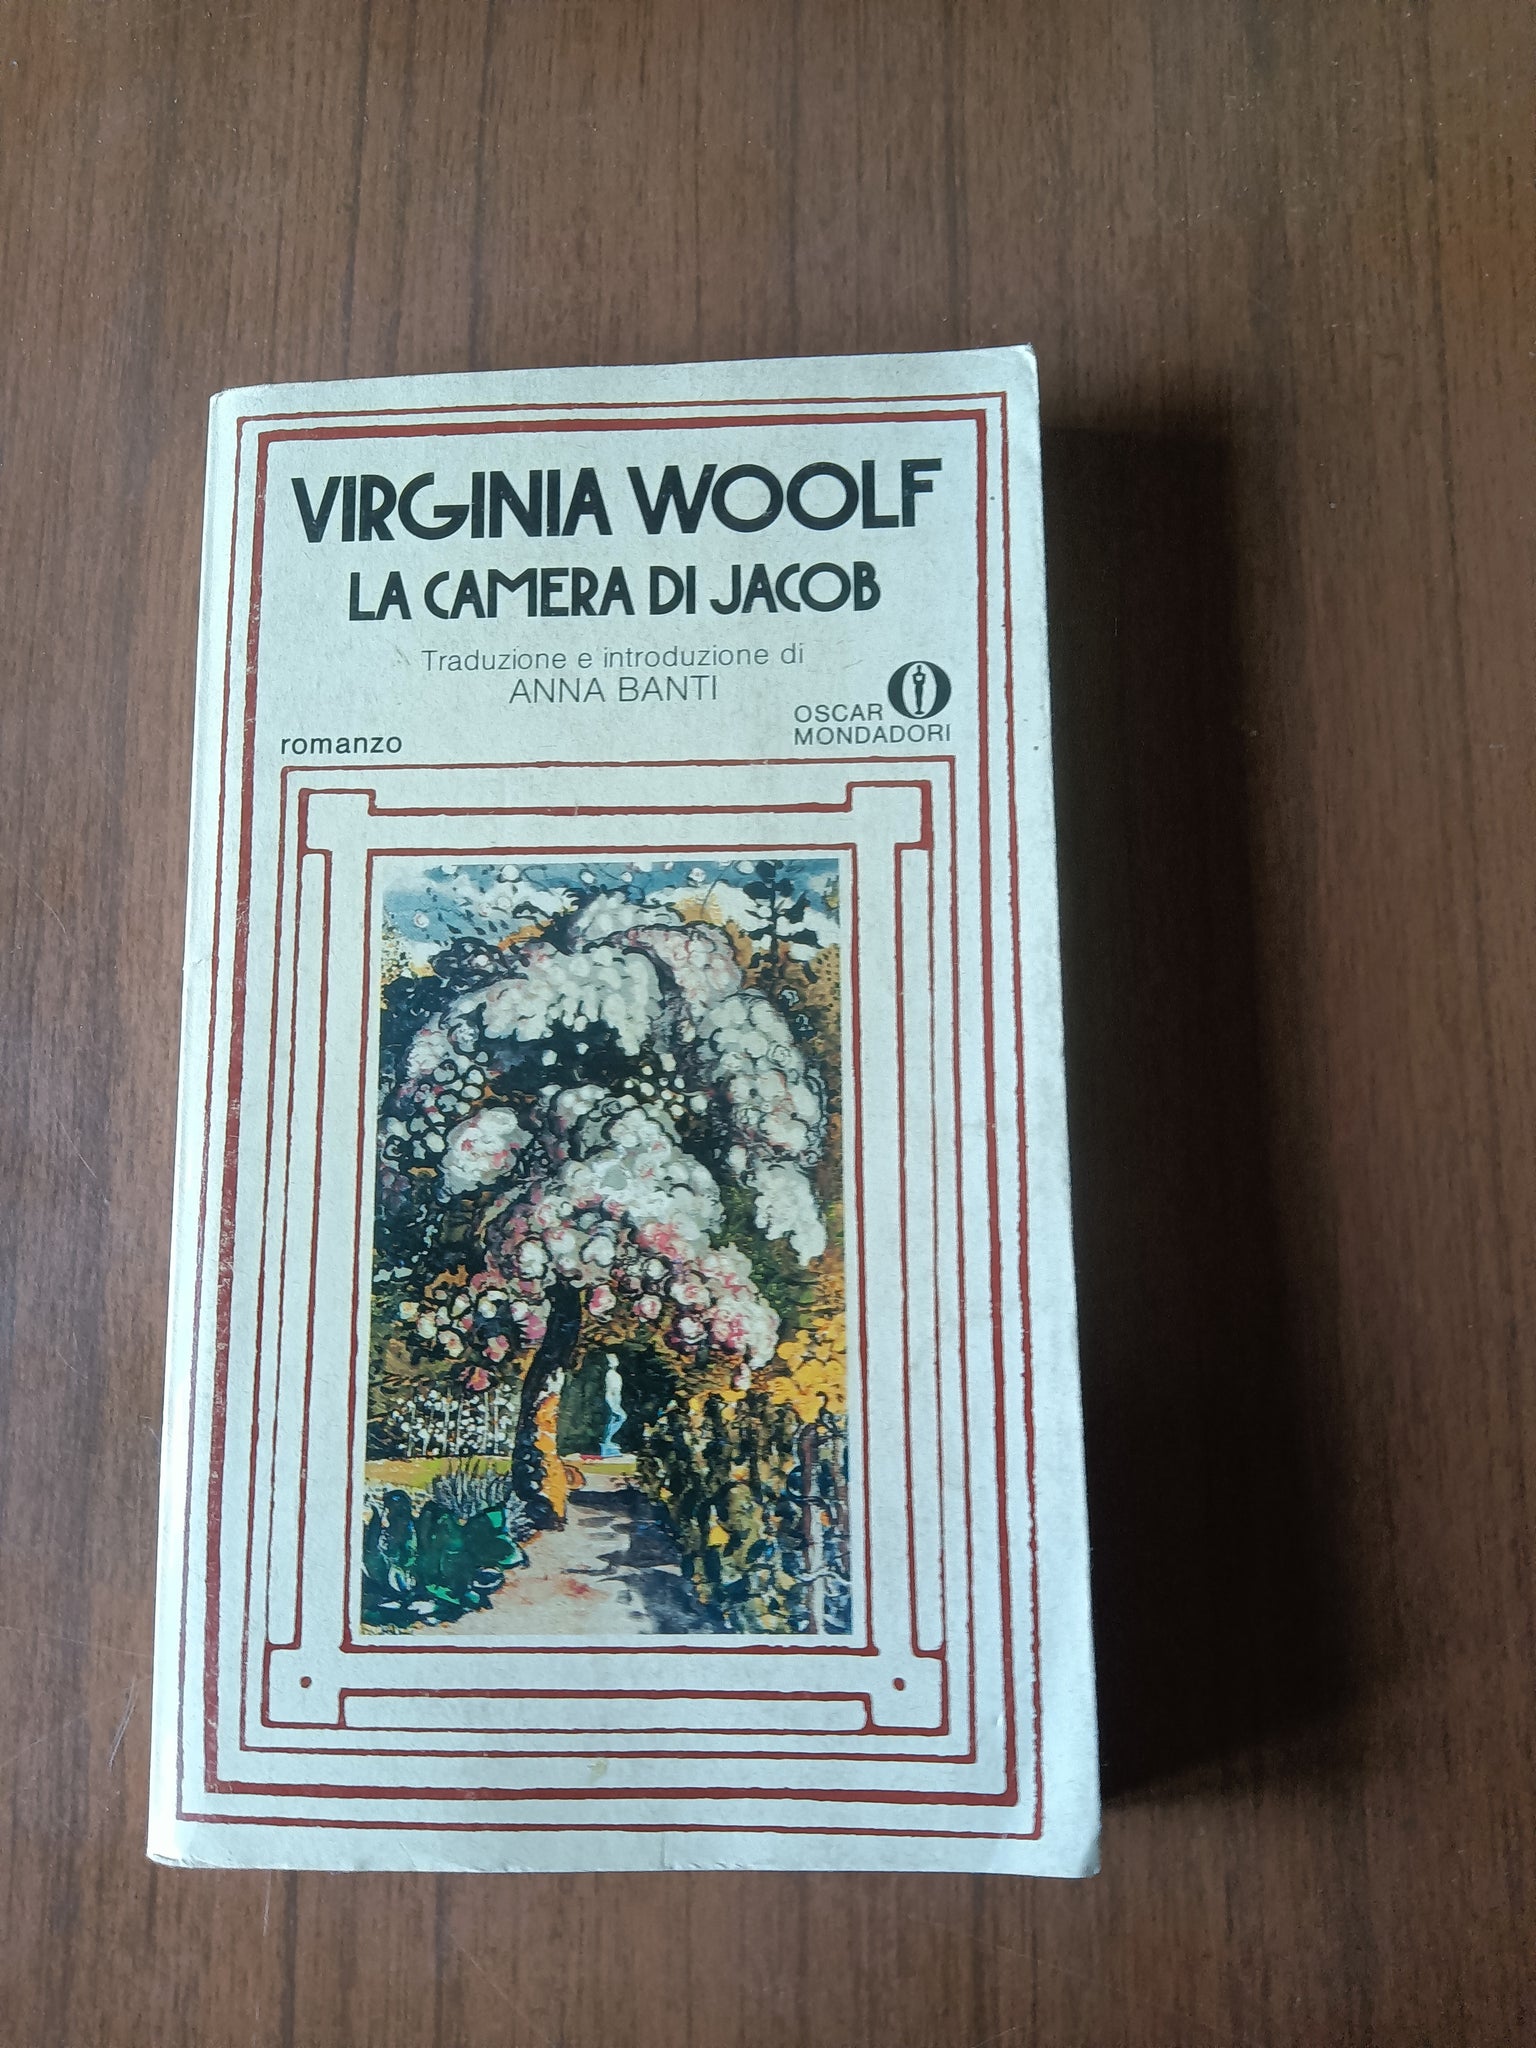 VIRGINIA WOOLF
LA CAMERA DI JACOB
Traduzione e introduzione di
ANNA BANTI
romanzo
OSCAR
MONDADORI